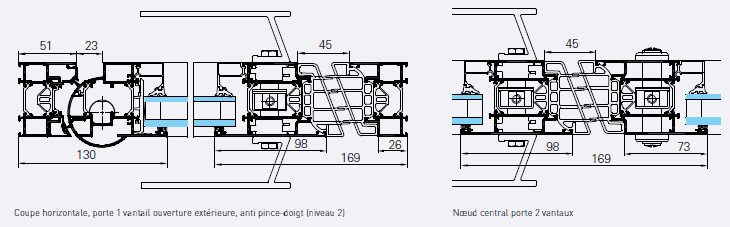 51 23 45
130 98 26
169
45
98 73
169
Coupe horizontale, porte 1 vantail ouverture extérieure, anti pince-doigt (niveau 2)
Nœud central porte 2 vantaux